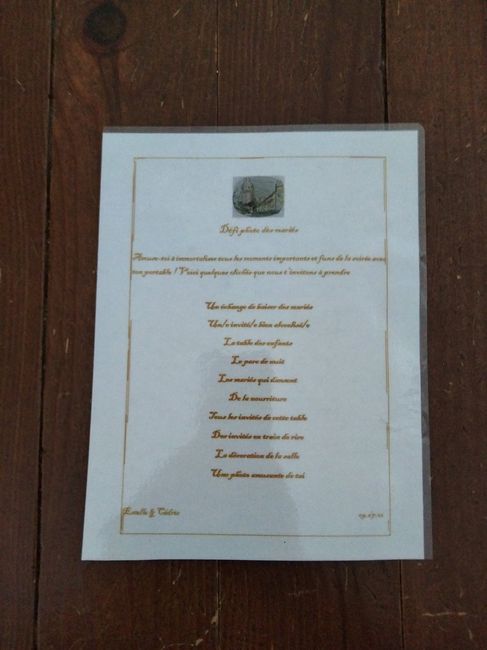 Défi photo des mariés
Amuse-toi à immortaliser tous les moments importants et funs de la soirée avec
ton portable ! Voici quelques clichés que nous t'invitons à prendre
Un échange de baiser des mariés
Un/e invité/e bien
La table des enfants
Le parc de nuit
Les mariés qui dansent
De la nourriture
Tous les invités de cette table
Des invités en train de rire
La décoration de la salle
Une photo amusante de toi
Estelle & Cédric